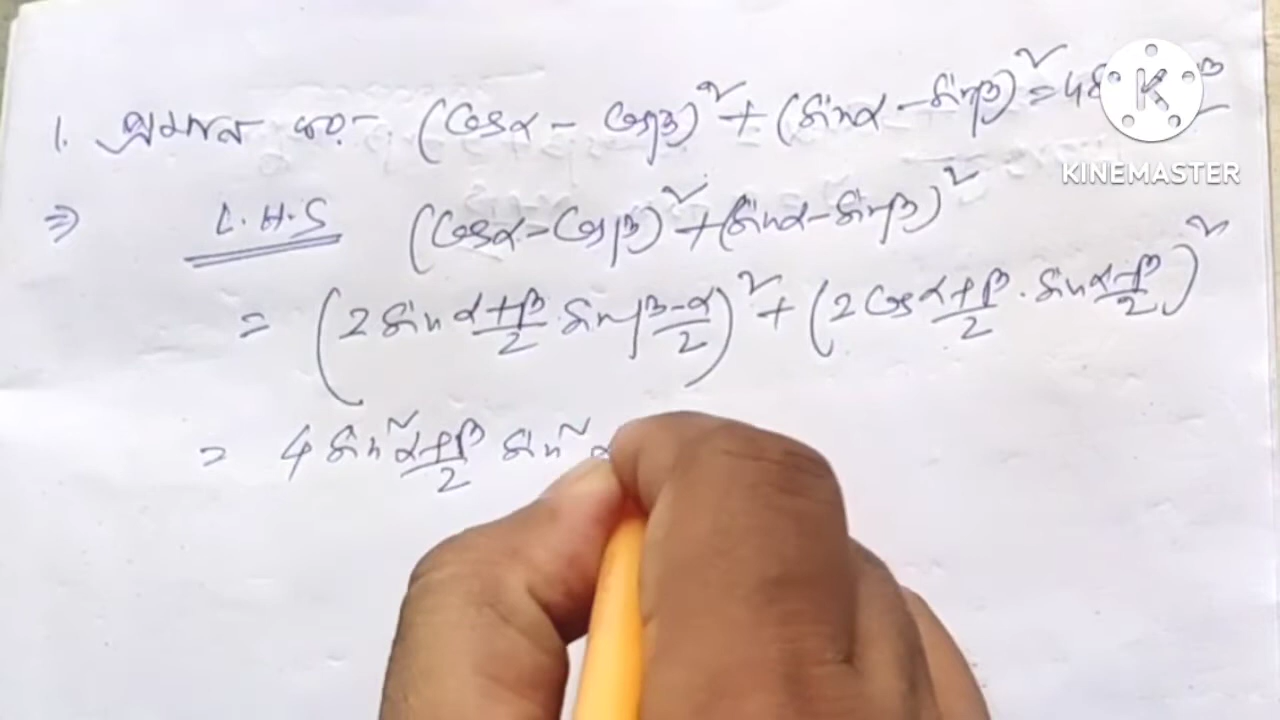 1. প্রমাণ কর- (cosα - cosβ)² + (sinα - sinβ)² = 4
K
KINEMASTER
⇒ L.H.S (cosα - cosβ)² + (sinα - sinβ)²
= (2 sin α+β/2 · sin β-α/2)² + (2 cos α+β/2 · sin α-β/2)²
= 4 sin² α+β/2 sin² α